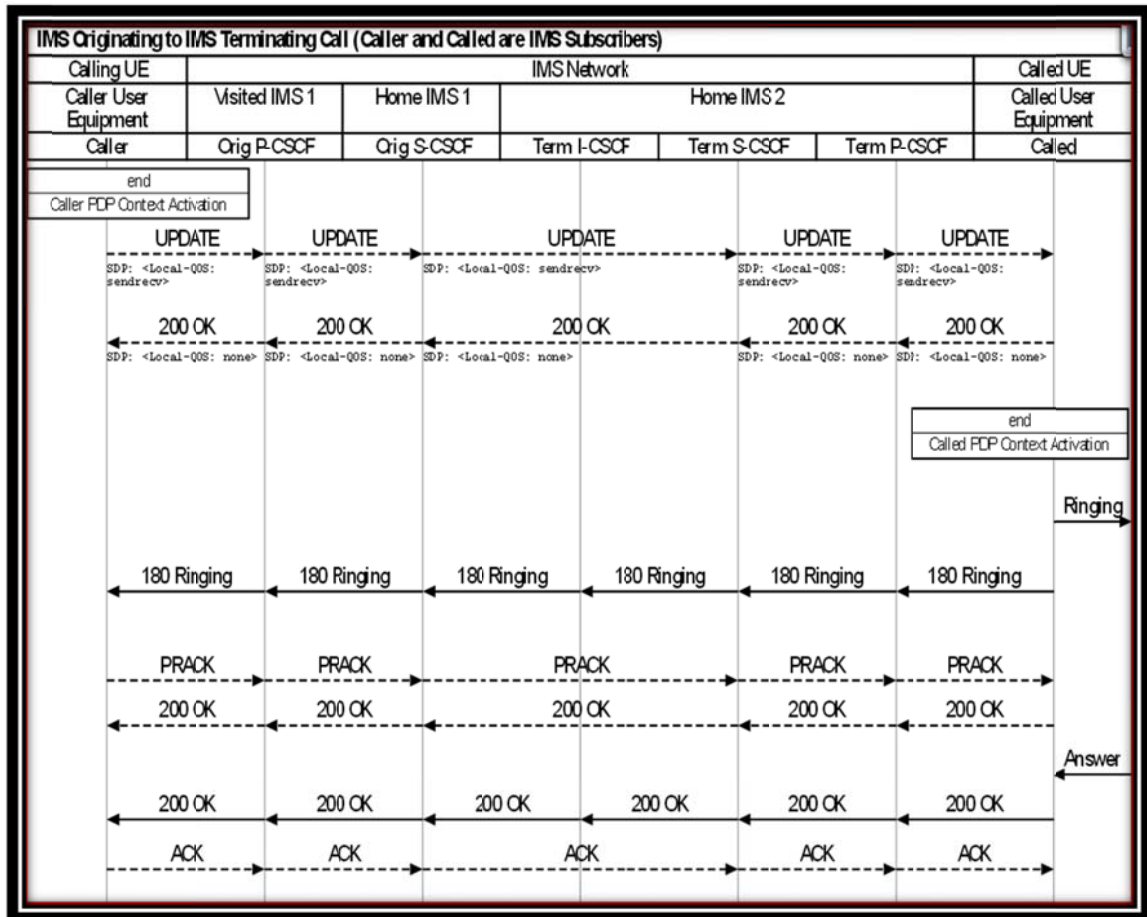 IMS Originating to IMS Terminating Call (Caller and Called are IMS Subscribers)
Calling UE IMS Network Called UE
Caller User Equipment Visited IMS 1 Home IMS 1 Home IMS 2 Called User Equipment
Caller Orig P-CSCF Orig S-CSCF Term I-CSCF Term S-CSCF Term P-CSCF Called
end
Caller PDP Context Activation
UPDATE UPDATE UPDATE UPDATE UPDATE
SDP: <Local-QOS: sendrecv> SDP: <Local-QOS: sendrecv> SDP: <Local-QOS: sendrecv> SDP: <Local-QOS: sendrecv> SDP: <Local-QOS: sendrecv>
200 OK 200 OK 200 OK 200 OK 200 OK
SDP: <Local-QOS: none> SDP: <Local-QOS: none> SDP: <Local-QOS: none> SDP: <Local-QOS: none> SDP: <Local-QOS: none>
end
Called PDP Context Activation
Ringing
180 Ringing 180 Ringing 180 Ringing 180 Ringing 180 Ringing 180 Ringing
PRACK PRACK PRACK PRACK PRACK
200 OK 200 OK 200 OK 200 OK 200 OK
Answer
200 OK 200 OK 200 OK 200 OK 200 OK 200 OK
ACK ACK ACK ACK ACK